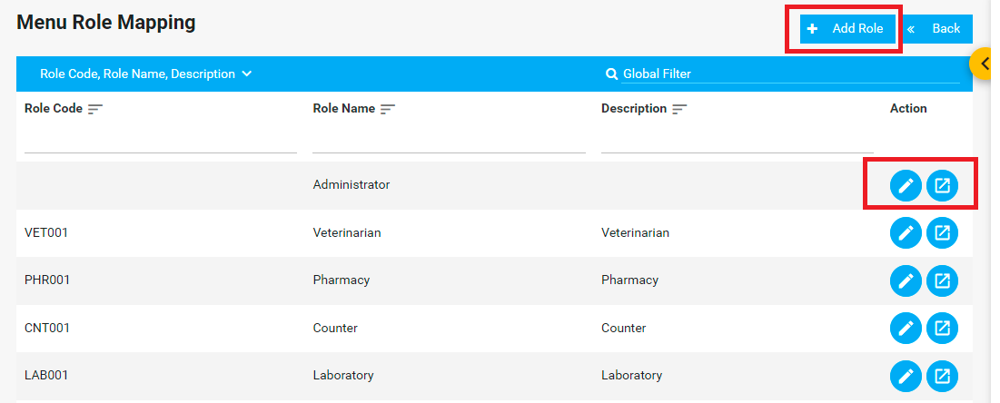 Menu Role Mapping
Add Role
Back
Role Code, Role Name, Description
Global Filter
Role Code Role Name Description Action
Administrator
VET001 Veterinarian Veterinarian
PHR001 Pharmacy Pharmacy
CNT001 Counter Counter
LAB001 Laboratory Laboratory